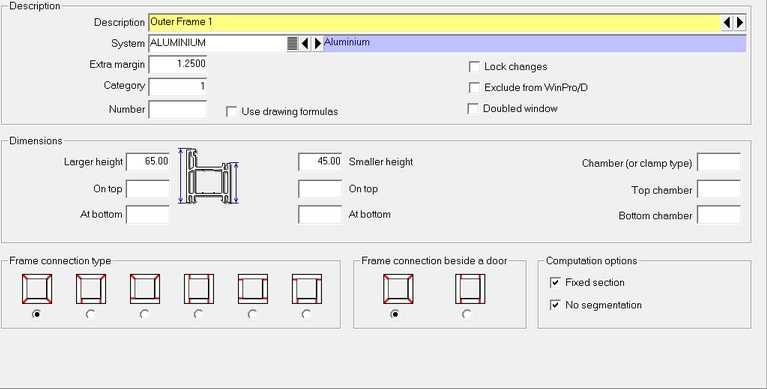 Description
Description Outer Frame 1
System ALUMINIUM Aluminium
Extra margin 1.2500
Lock changes
Category 1
Exclude from WinPro/D
Number
Use drawing formulas
Doubled window
Dimensions
Larger height 65.00 45.00 Smaller height Chamber (or clamp type)
On top On top Top chamber
At bottom At bottom Bottom chamber
Frame connection type Frame connection beside a door Computation options
Fixed section
No segmentation